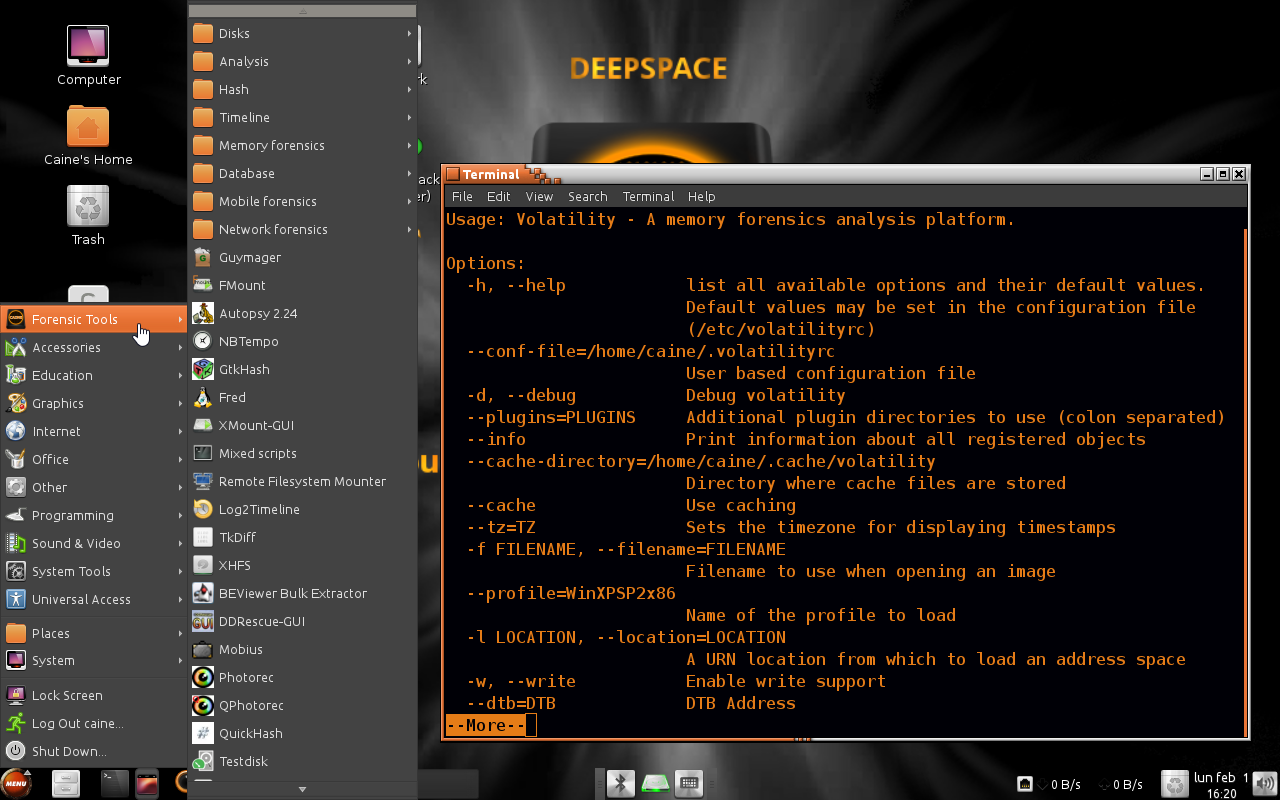 Computer
Caine's Home
Trash
DEEPSPACE
Forensic Tools
Accessories
Education
Graphics
Internet
Office
Other
Programming
Sound & Video
System Tools
Universal Access
Places
System
Lock Screen
Log Out caine...
Shut Down...
Disks
Analysis
Hash
Timeline
Memory forensics
Database
Mobile forensics
Network forensics
Guymager
FMount
Autopsy 2.24
NBTempo
GtkHash
Fred
XMount-GUI
Mixed scripts
Remote Filesystem Mounter
Log2Timeline
TkDiff
XHFS
BEViewer Bulk Extractor
DDRescue-GUI
Mobius
Photorec
QPhotorec
QuickHash
Testdisk
Terminal
File Edit View Search Terminal Help
Usage: Volatility - A memory forensics analysis platform.
Options:
-h, --help list all available options and their default values.
Default values may be set in the configuration file
(/etc/volatilityrc)
--conf-file=/home/caine/.volatilityrc
User based configuration file
-d, --debug Debug volatility
--plugins=PLUGINS Additional plugin directories to use (colon separated)
--info Print information about all registered objects
--cache-directory=/home/caine/.cache/volatility
Directory where cache files are stored
--cache Use caching
--tz=TZ Sets the timezone for displaying timestamps
-f FILENAME, --filename=FILENAME
Filename to use when opening an image
--profile=WinXPSP2x86
Name of the profile to load
-l LOCATION, --location=LOCATION
A URN location from which to load an address space
-w, --write Enable write support
--dtb=DTB DTB Address
--More--
MENU
0 B/s 0 B/s
lun feb 1
16:20